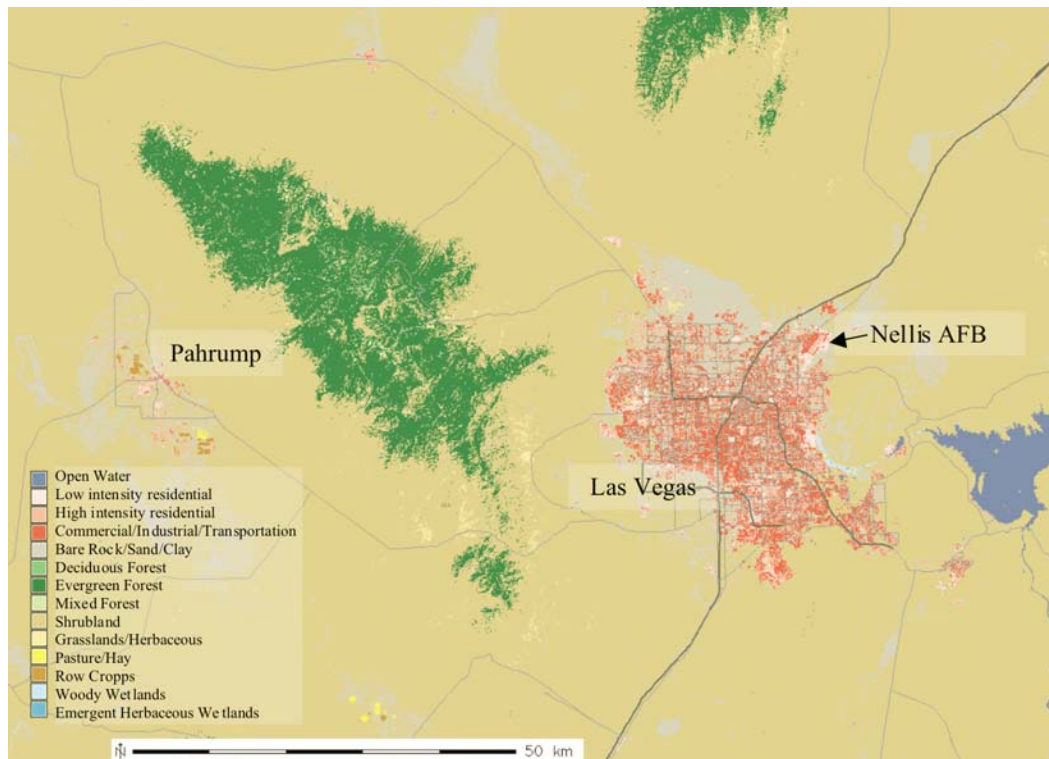 Nellis AFB
Pahrump
Las Vegas
Open Water
Low intensity residential
High intensity residential
Commercial/Industrial/Transportation
Bare Rock/Sand/Clay
Deciduous Forest
Evergreen Forest
Mixed Forest
Shrubland
Grasslands/Herbaceous
Pasture/Hay
Row Cropps
Woody Wetlands
Emergent Herbaceous Wetlands
N
50 km